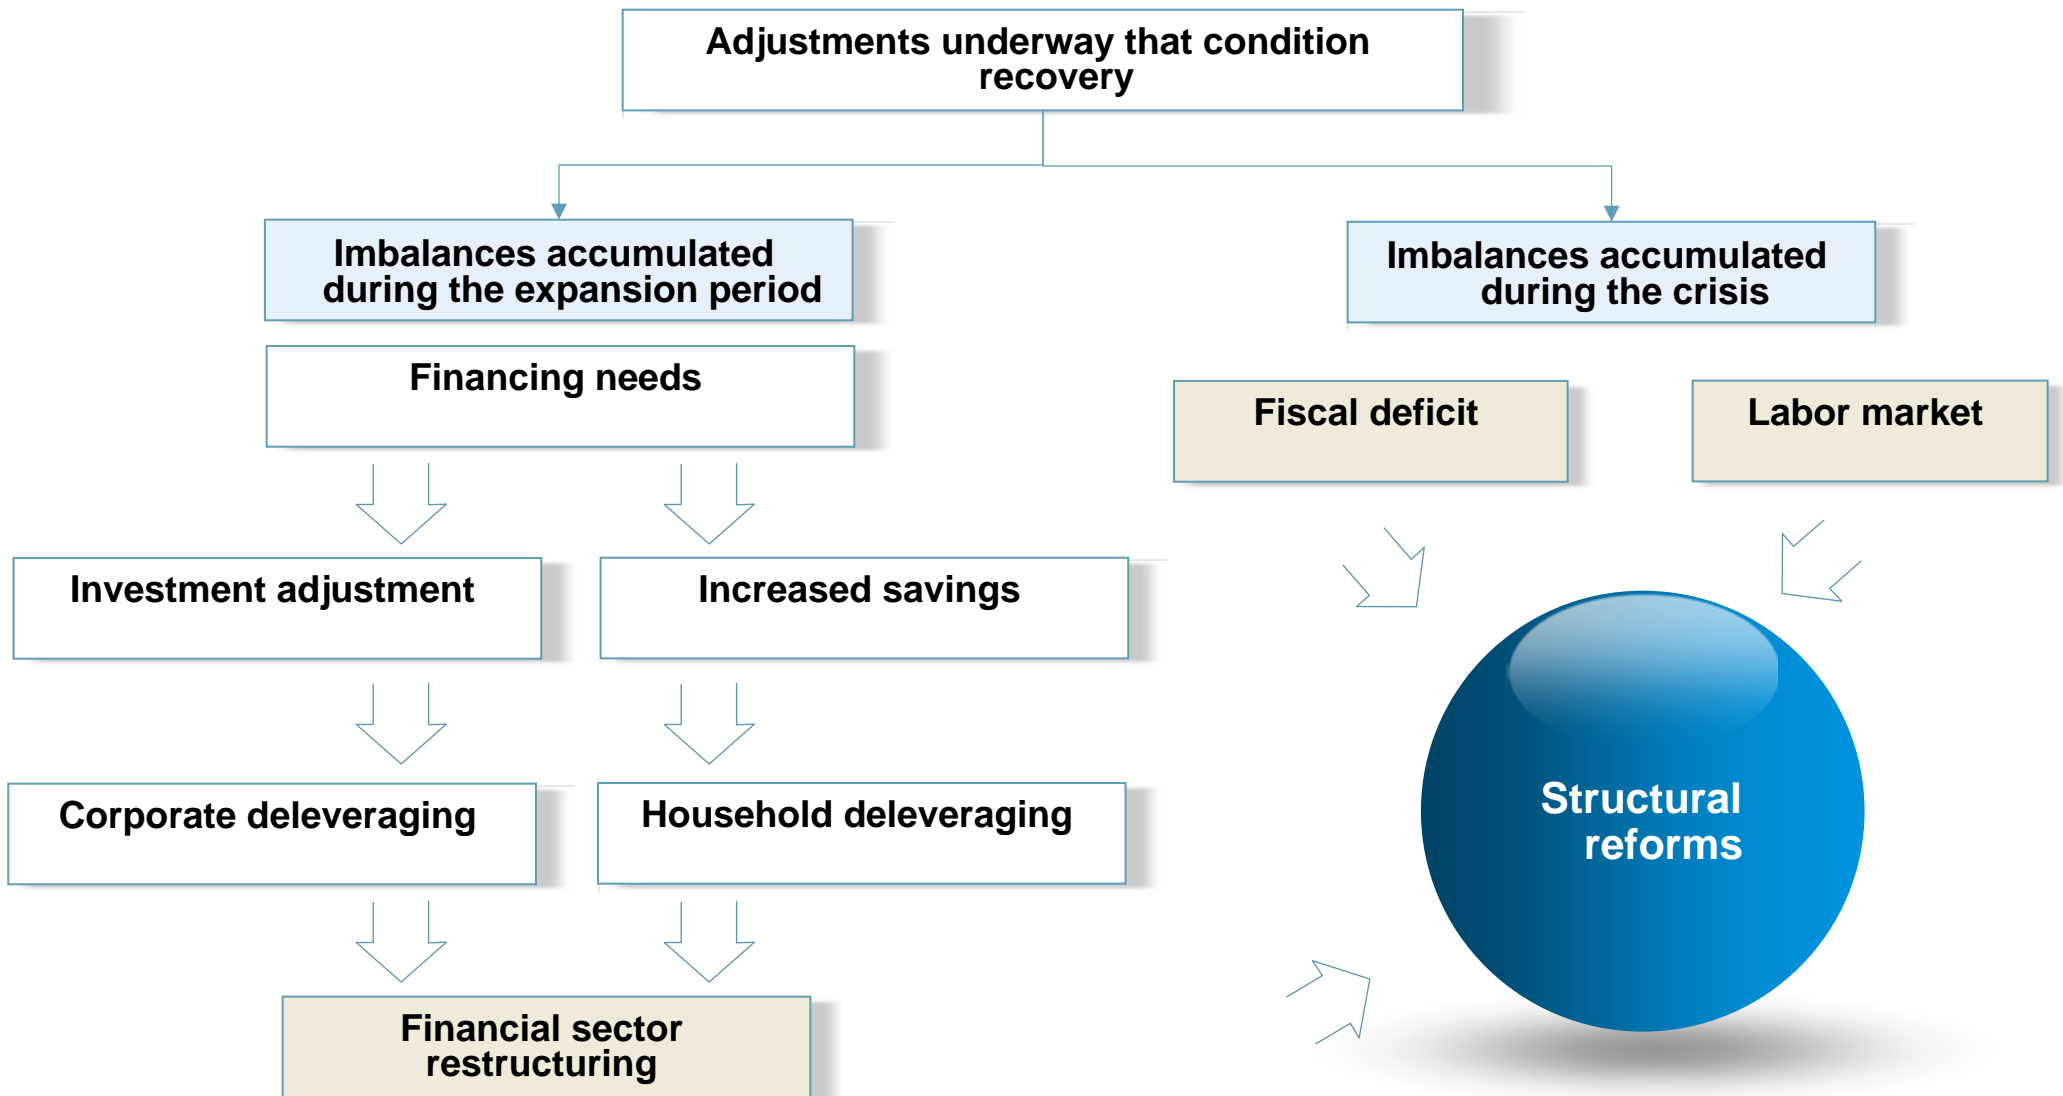 Adjustments underway that condition
recovery
Imbalances accumulated
during the expansion period
Imbalances accumulated
during the crisis
Financing needs
Fiscal deficit
Labor market
Investment adjustment
Increased savings
Corporate deleveraging
Household deleveraging
Structural
reforms
Financial sector
restructuring